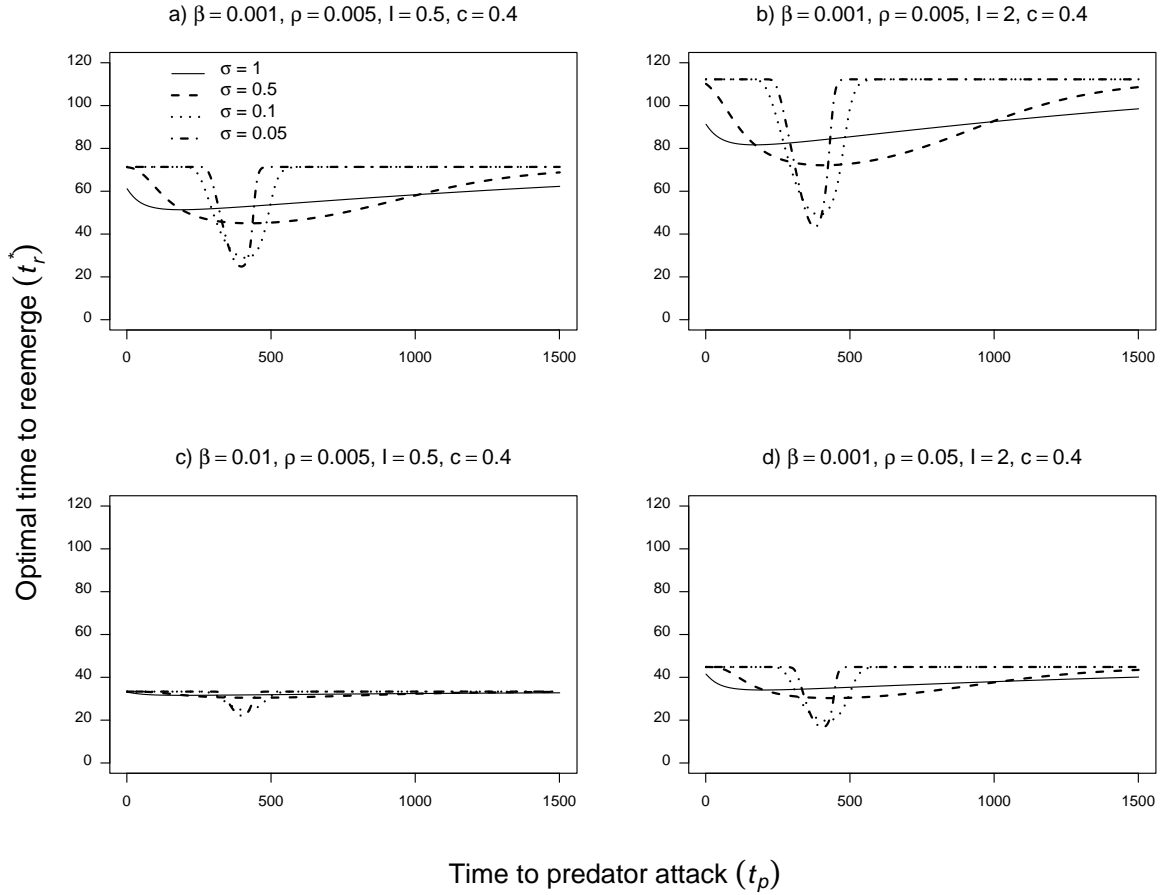 a) β = 0.001, ρ = 0.005, I = 0.5, c = 0.4
120
100
80
60
40
20
0
σ = 1
σ = 0.5
σ = 0.1
σ = 0.05
0 500 1000 1500
b) β = 0.001, ρ = 0.005, I = 2, c = 0.4
120
100
80
60
40
20
0
0 500 1000 1500
c) β = 0.01, ρ = 0.005, I = 0.5, c = 0.4
120
100
80
60
40
20
0
0 500 1000 1500
d) β = 0.001, ρ = 0.05, I = 2, c = 0.4
120
100
80
60
40
20
0
0 500 1000 1500
Optimal time to reemerge (t_r^*)
Time to predator attack (t_p)